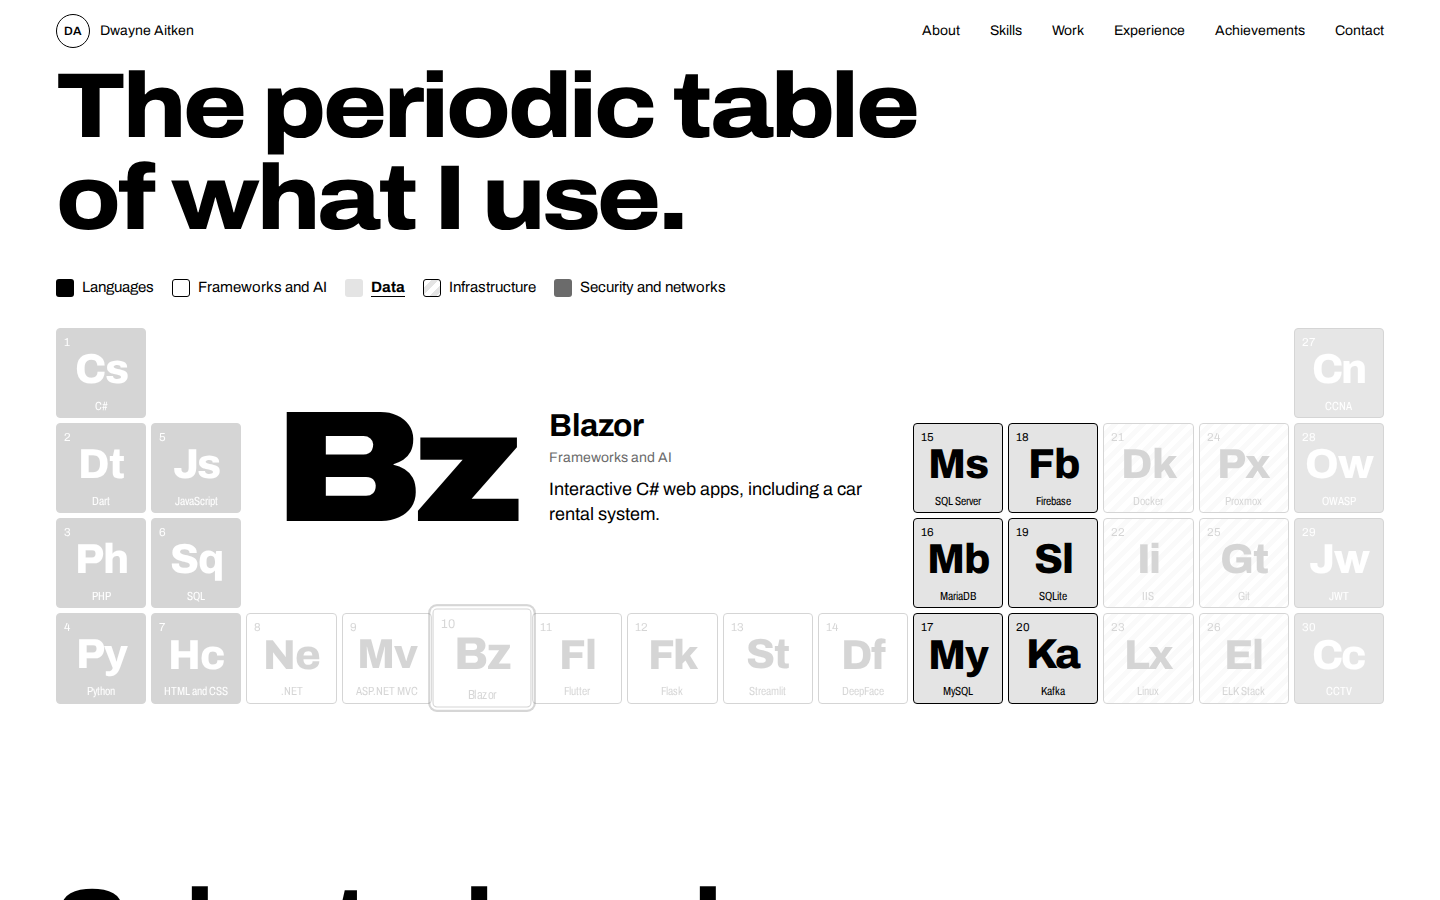 DA Dwayne Aitken About Skills Work Experience Achievements Contact
The periodic table
of what I use.
Languages Frameworks and AI Data Infrastructure Security and networks
1 Cs C#
27 Cn CCNA
2 Dt Dart
5 Js JavaScript
Bz
Blazor
Frameworks and AI
Interactive C# web apps, including a car
rental system.
15 Ms SQL Server
18 Fb Firebase
21 Dk Docker
24 Px Proxmox
28 Ow OWASP
3 Ph PHP
6 Sq SQL
16 Mb MariaDB
19 Sl SQLite
22 Ii IIS
25 Gt Git
29 Jw JWT
4 Py Python
7 Hc HTML and CSS
8 Ne .NET
9 Mv ASP.NET MVC
10 Bz Blazor
11 Fl Flutter
12 Fk Flask
13 St Streamlit
14 Df DeepFace
17 My MySQL
20 Ka Kafka
23 Lx Linux
26 El ELK Stack
30 Cc CCTV